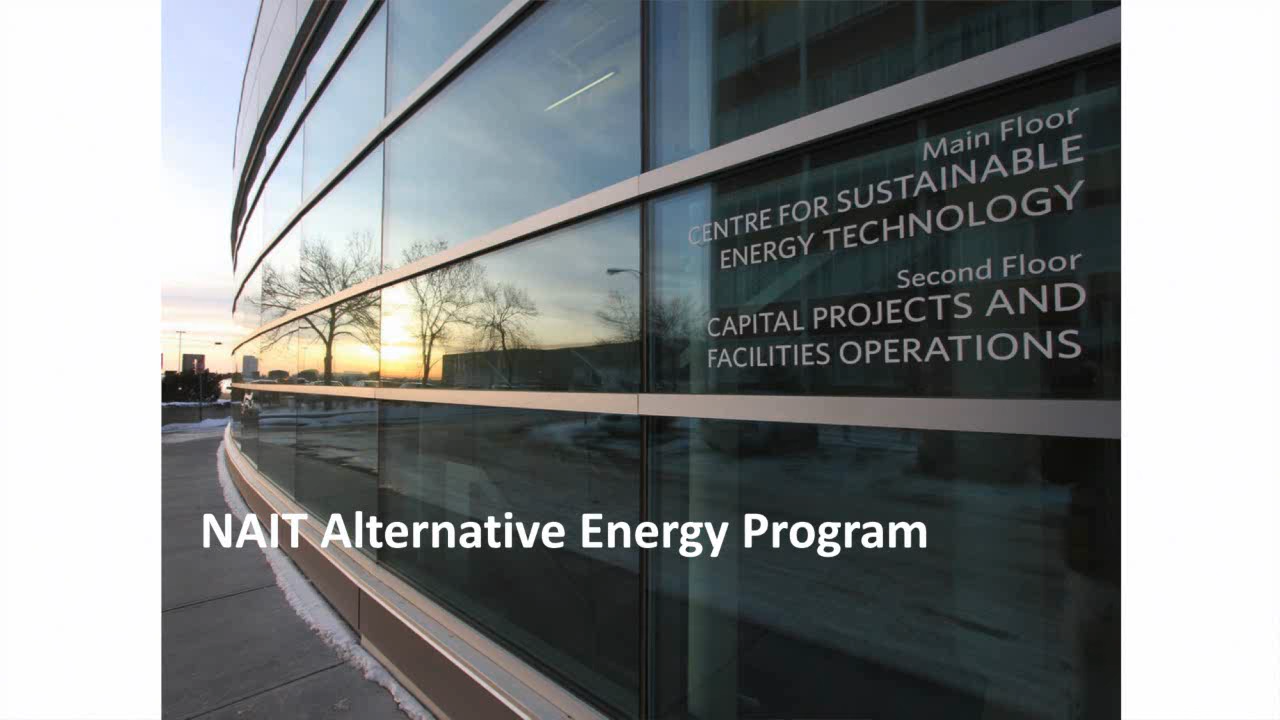 Main Floor
CENTRE FOR SUSTAINABLE
ENERGY TECHNOLOGY
Second Floor
CAPITAL PROJECTS AND
FACILITIES OPERATIONS
NAIT Alternative Energy Program